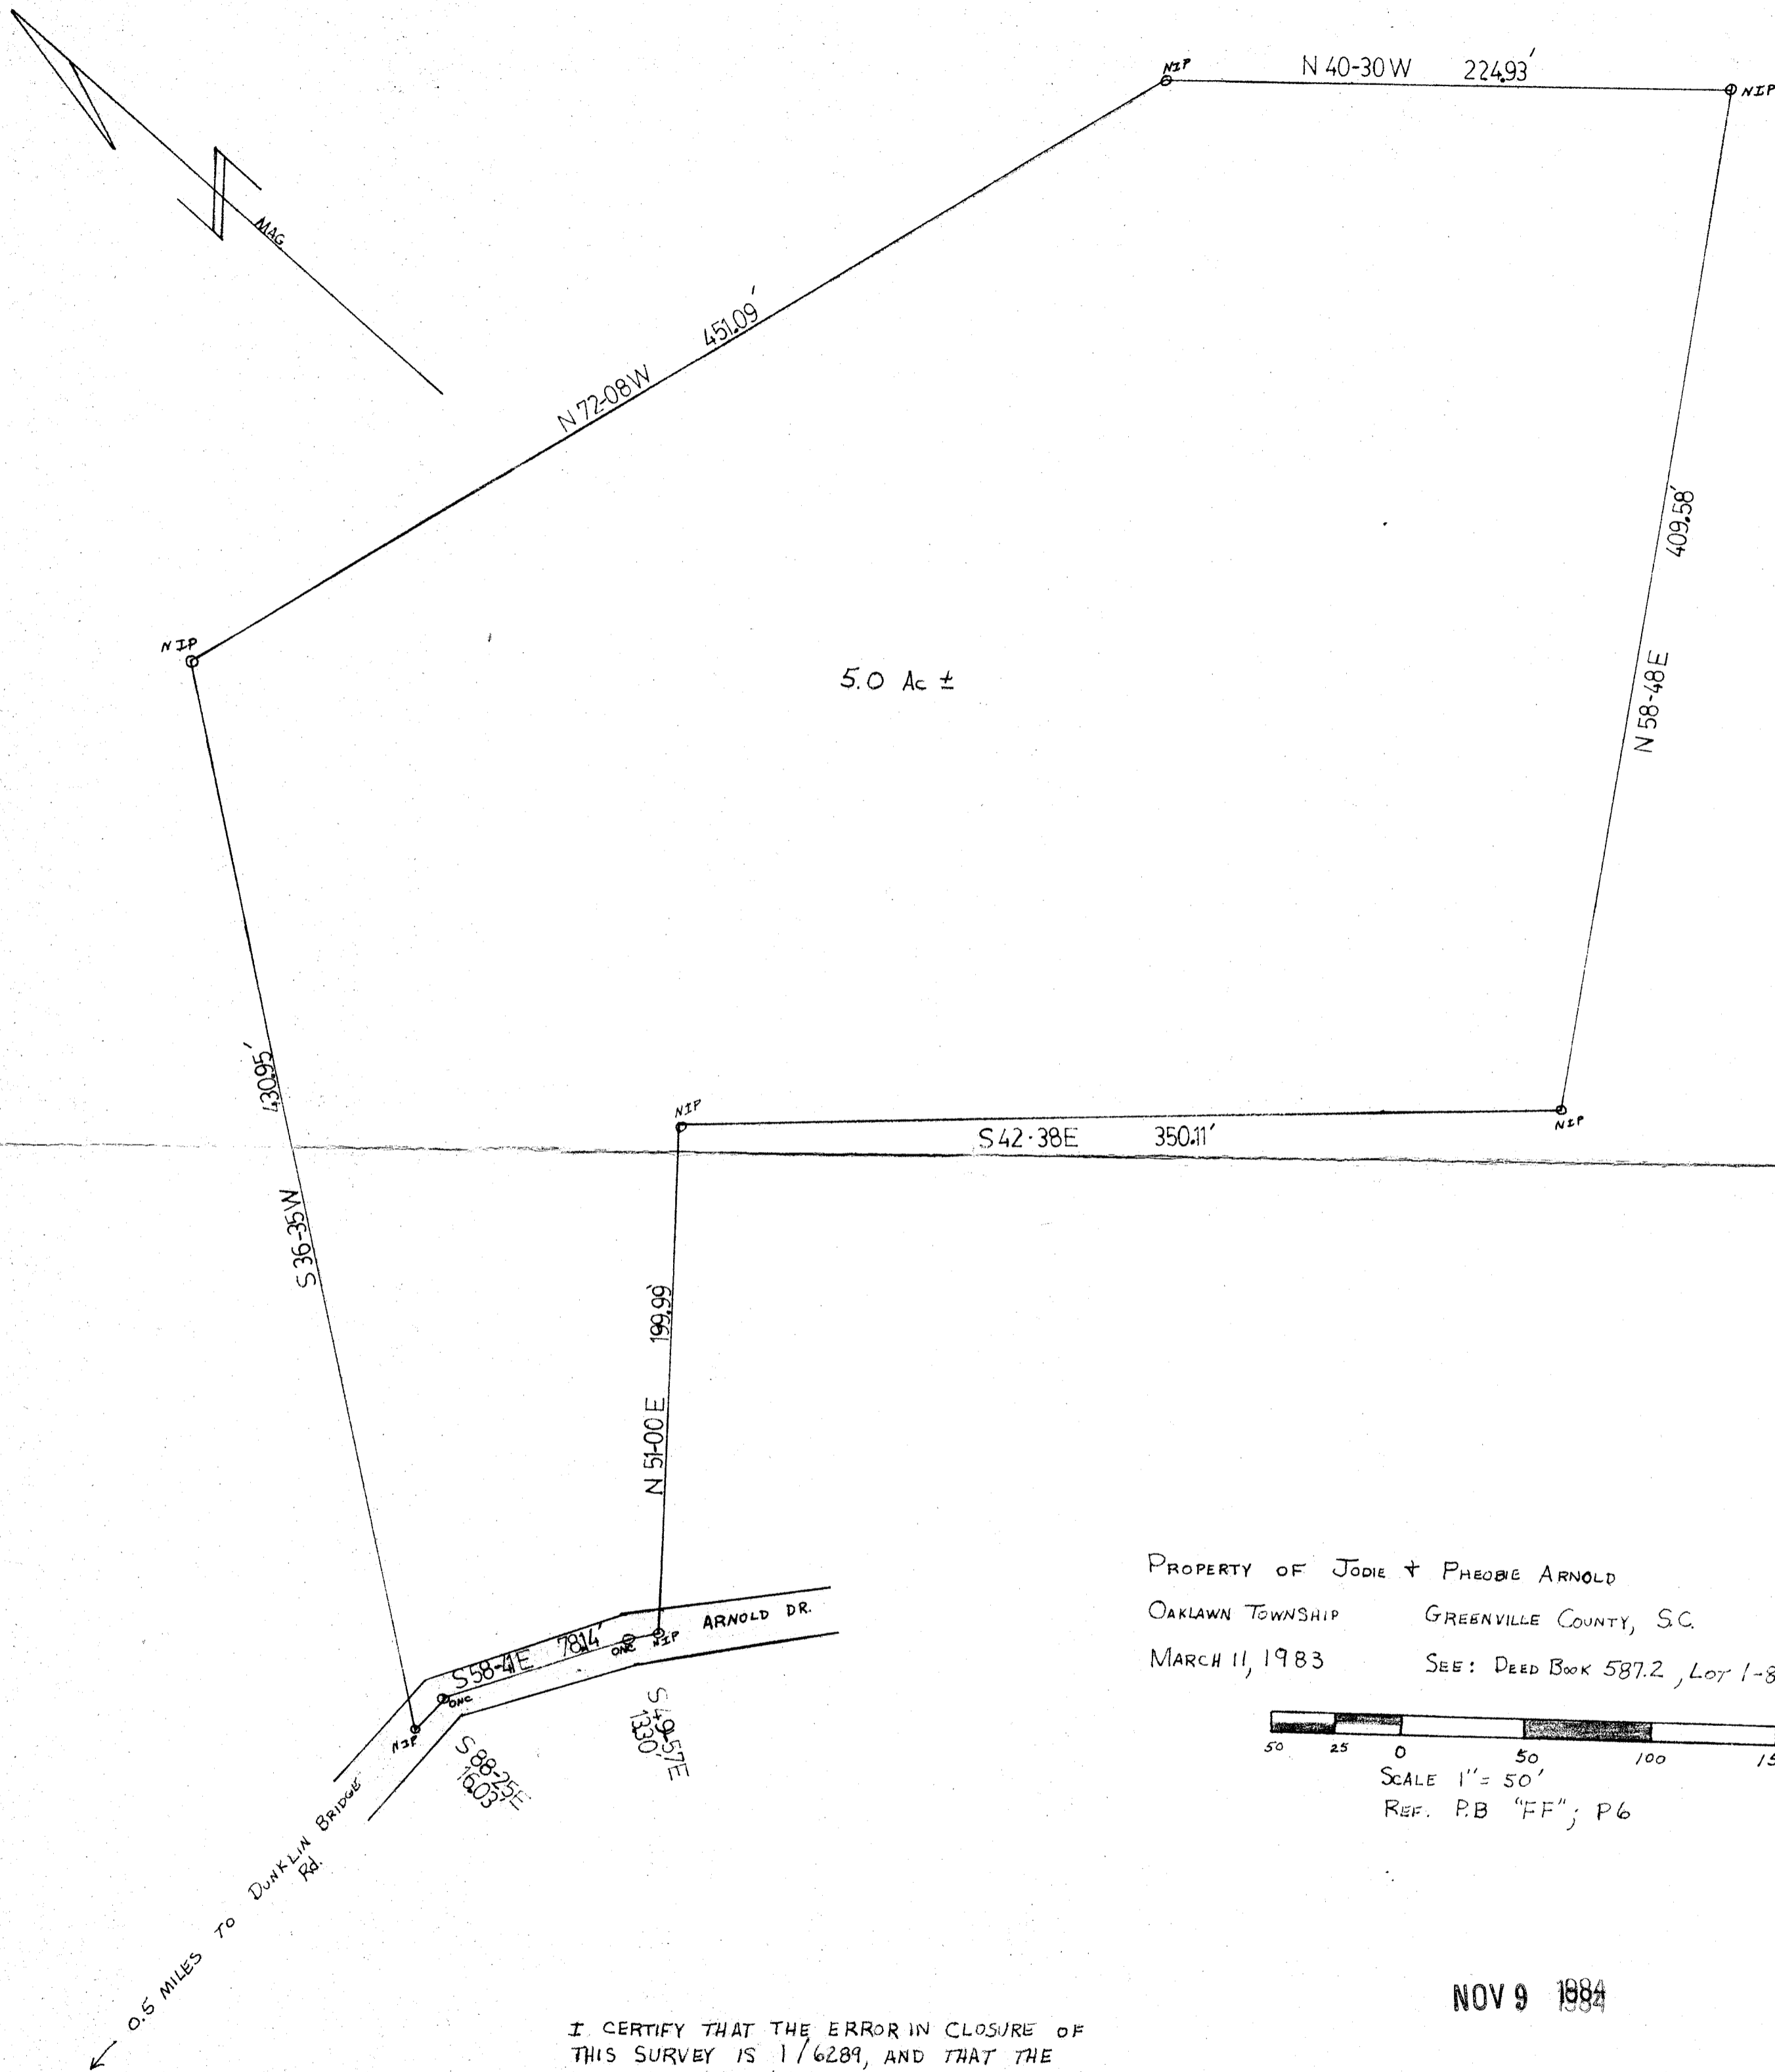 NIP
N 40-30 W 224.93'
NIP
MAG.
451.09'
N 72-08 W
409.58'
NIP
5.0 Ac ±
N 58-48 E
430.95'
NIP
NIP
S 42-38 E 350.11'
S 36-35 W
199.99'
N 51-00 E
PROPERTY OF JODIE + PHEOBIE ARNOLD
OAKLAWN TOWNSHIP GREENVILLE COUNTY, S.C.
MARCH 11, 1983 SEE: DEED BOOK 587.2, LOT 1-8
ARNOLD DR.
S 58-41 E 78.14'
ONC NIP
ONC
NIP
S 49-57 E
13.30'
S 88-25 E
16.03'
50 25 0 50 100 15
SCALE 1" = 50'
REF. P.B "FF"; P6
0.5 MILES TO DUNKLIN BRIDGE
Rd.
NOV 9 1984
I CERTIFY THAT THE ERROR IN CLOSURE OF
THIS SURVEY IS 1/6289, AND THAT THE